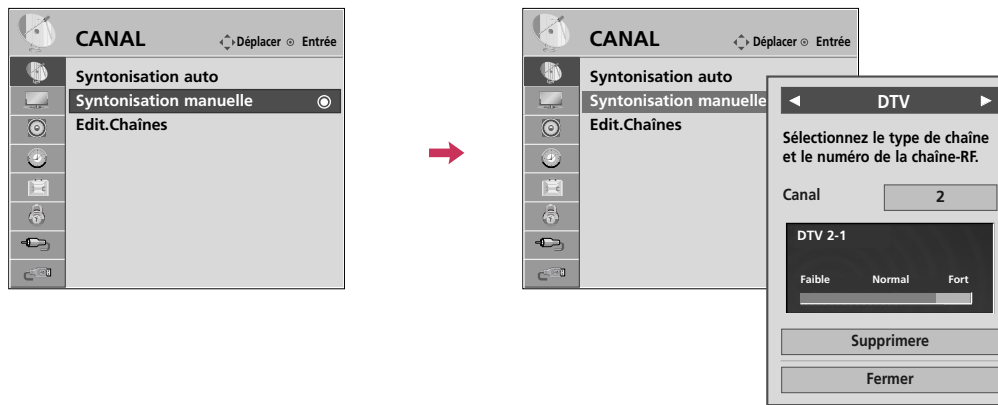 CANAL
Déplacer Entrée
Syntonisation auto
Syntonisation manuelle
Edit.Chaînes
CANAL
Déplacer Entrée
Syntonisation auto
Syntonisation manuelle
Edit.Chaînes
DTV
Sélectionnez le type de chaîne
et le numéro de la chaîne-RF.
Canal 2
DTV 2-1
Faible Normal Fort
Supprimere
Fermer